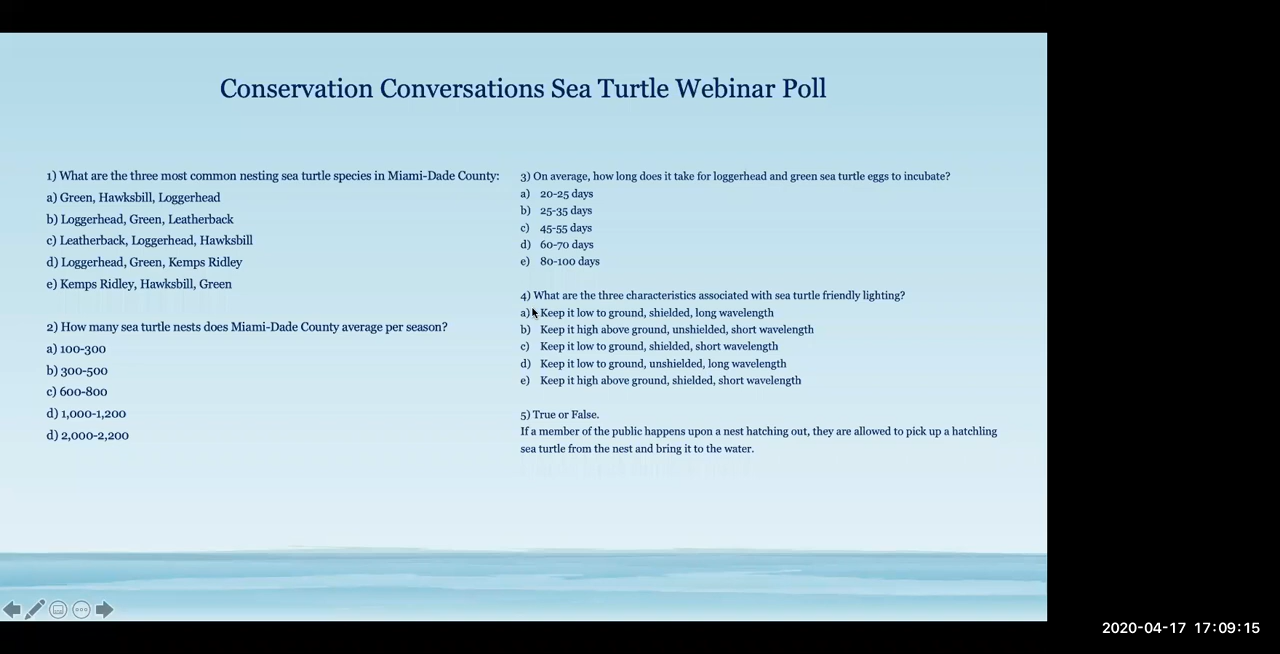 Conservation Conversations Sea Turtle Webinar Poll
1) What are the three most common nesting sea turtle species in Miami-Dade County:
a) Green, Hawksbill, Loggerhead
b) Loggerhead, Green, Leatherback
c) Leatherback, Loggerhead, Hawksbill
d) Loggerhead, Green, Kemps Ridley
e) Kemps Ridley, Hawksbill, Green
2) How many sea turtle nests does Miami-Dade County average per season?
a) 100-300
b) 300-500
c) 600-800
d) 1,000-1,200
d) 2,000-2,200
3) On average, how long does it take for loggerhead and green sea turtle eggs to incubate?
a) 20-25 days
b) 25-35 days
c) 45-55 days
d) 60-70 days
e) 80-100 days
4) What are the three characteristics associated with sea turtle friendly lighting?
a) Keep it low to ground, shielded, long wavelength
b) Keep it high above ground, unshielded, short wavelength
c) Keep it low to ground, shielded, short wavelength
d) Keep it low to ground, unshielded, long wavelength
e) Keep it high above ground, shielded, short wavelength
5) True or False.
If a member of the public happens upon a nest hatching out, they are allowed to pick up a hatchling
sea turtle from the nest and bring it to the water.
2020-04-17 17:09:15